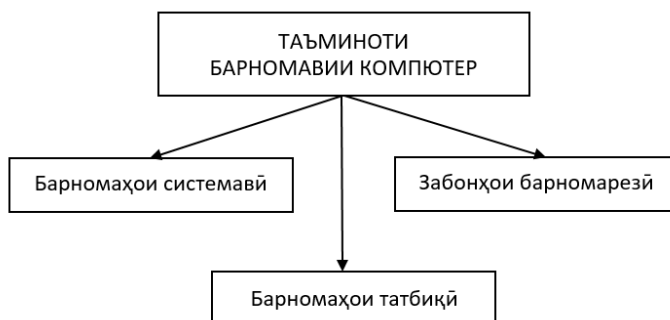 ТАЪМИНОТИ
БАРНОМАВИИ КОМПЮТЕР
Барномаҳои системавӣ
Забонҳои барномарезӣ
Барномаҳои татбиқӣ